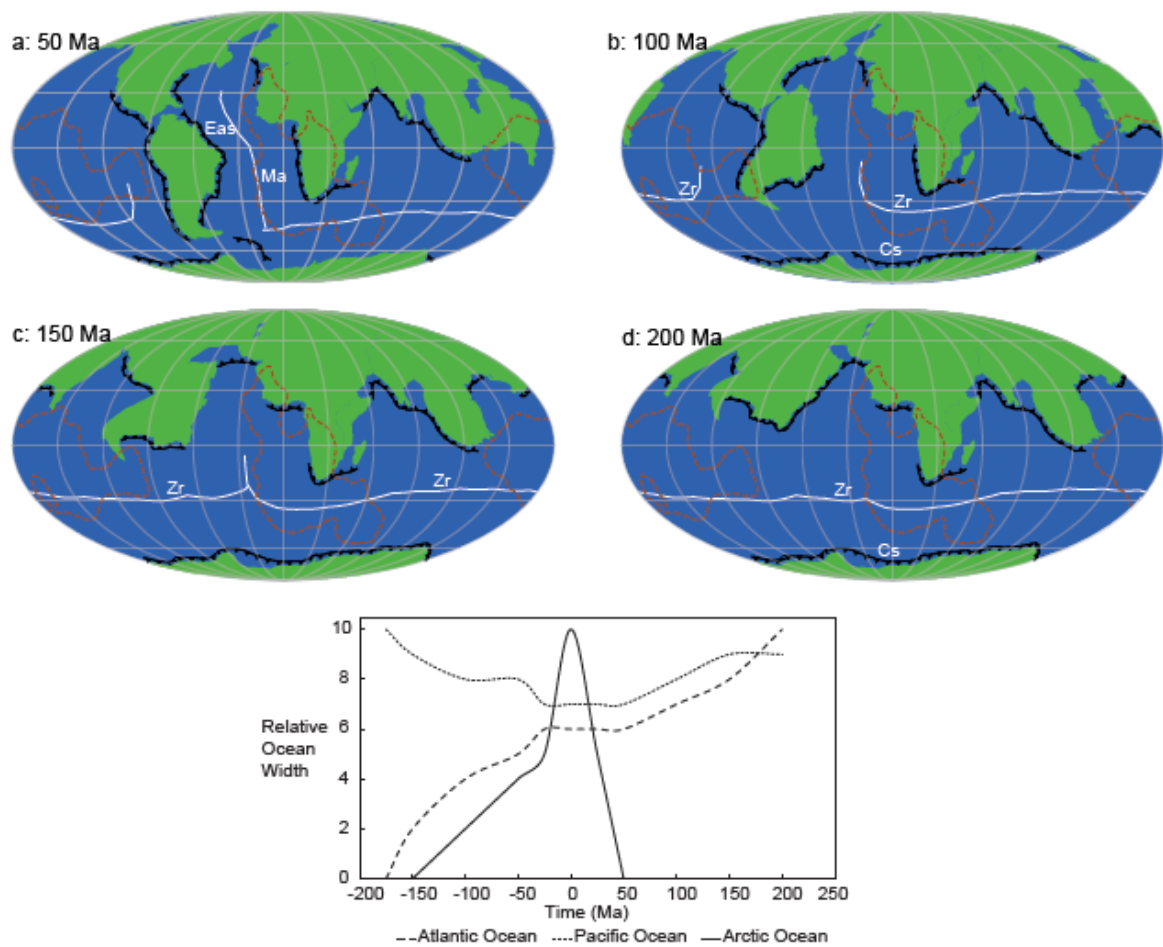 a: 50 Ma
Eas
Ma
b: 100 Ma
Zr
Zr
Cs
c: 150 Ma
Zr
Zr
d: 200 Ma
Zr
Cs
10
8
6
4
2
0
Relative
Ocean
Width
-200 -150 -100 -50 0 50 100 150 200 250
Time (Ma)
Atlantic Ocean Pacific Ocean Arctic Ocean